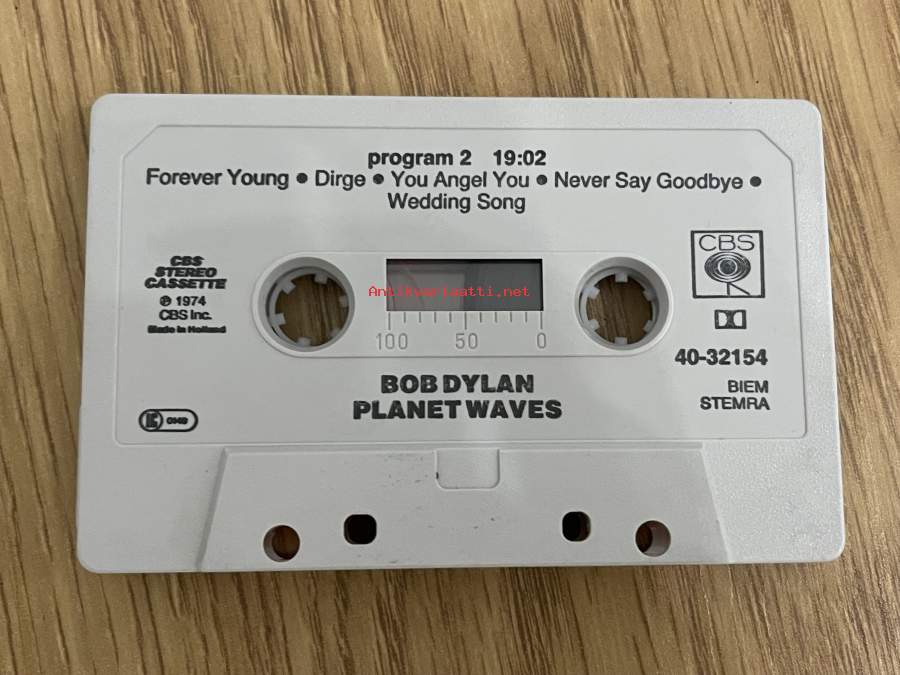 program 2 19:02
Forever Young • Dirge • You Angel You • Never Say Goodbye •
Wedding Song
CBS
STEREO
CASSETTE
℗ 1974
CBS Inc.
Made in Holland
Antikvariaatti.net
100 50 0
CBS
40-32154
BIEM
STEMRA
BOB DYLAN
PLANET WAVES
0149